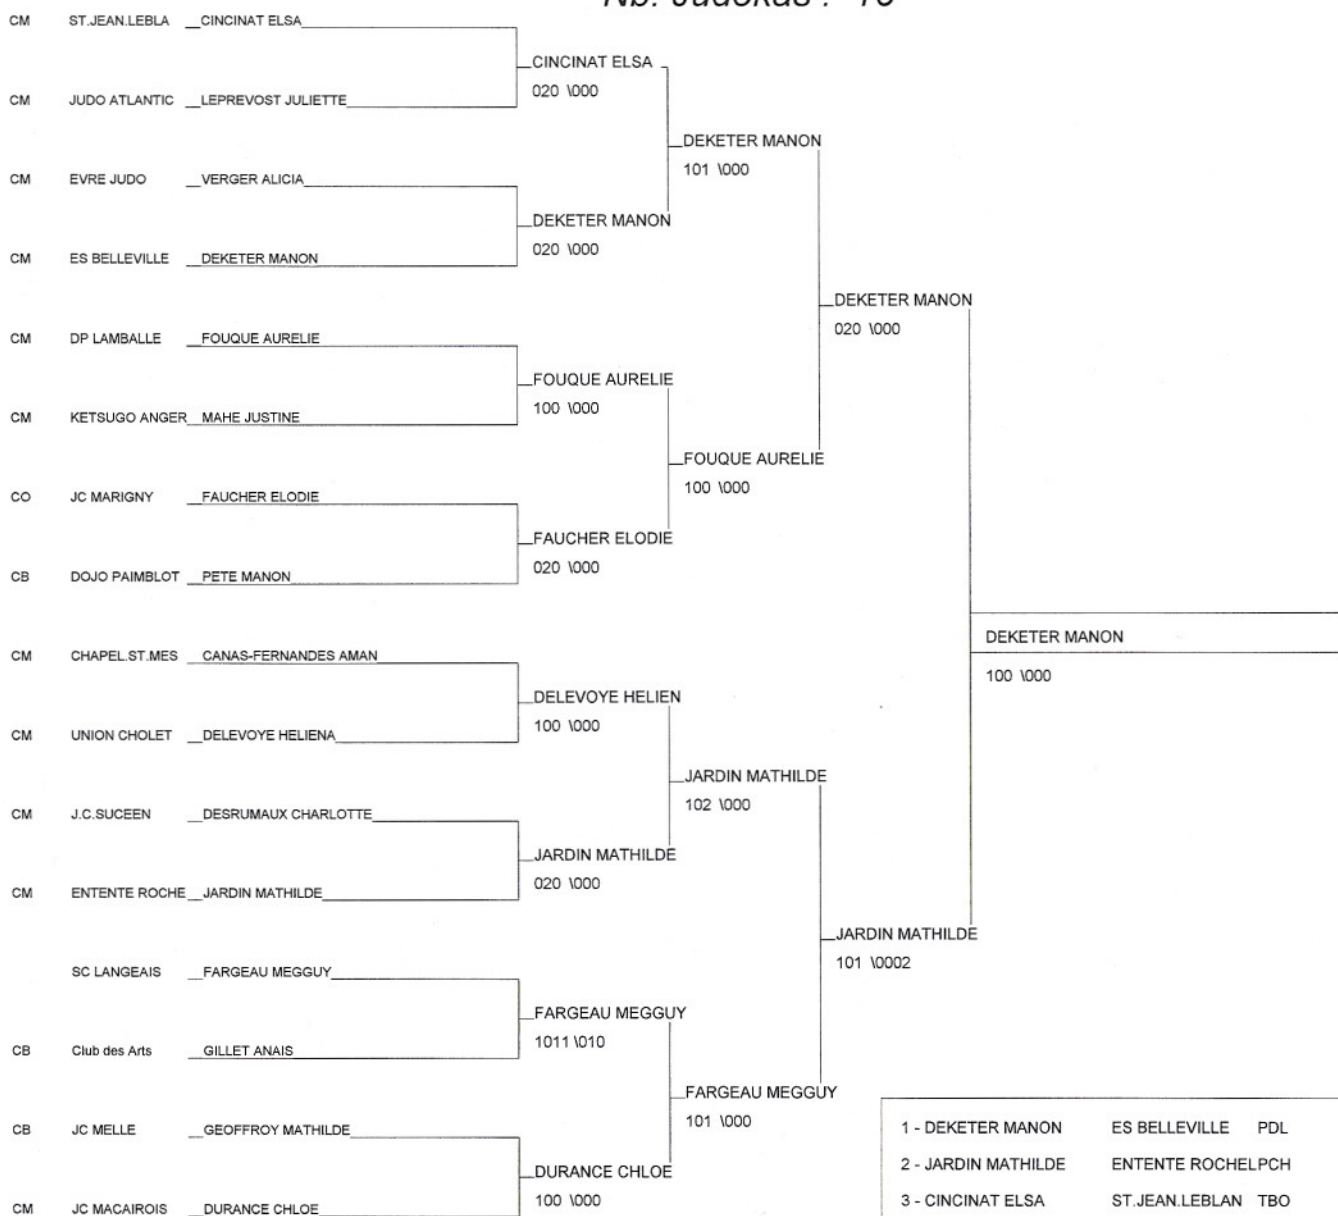 Nb. Judokas :
CM ST.JEAN.LEBLA CINCINAT ELSA
CINCINAT ELSA
020 \000
CM JUDO ATLANTIC LEPREVOST JULIETTE
DEKETER MANON
101 \000
CM EVRE JUDO VERGER ALICIA
DEKETER MANON
020 \000
CM ES BELLEVILLE DEKETER MANON
DEKETER MANON
020 \000
CM DP LAMBALLE FOUQUE AURELIE
FOUQUE AURELIE
100 \000
CM KETSUGO ANGER MAHE JUSTINE
FOUQUE AURELIE
100 \000
CO JC MARIGNY FAUCHER ELODIE
FAUCHER ELODIE
020 \000
CB DOJO PAIMBLOT PETE MANON
DEKETER MANON
100 \000
CM CHAPEL.ST.MES CANAS-FERNANDES AMAN
DELEVOYE HELIEN
100 \000
CM UNION CHOLET DELEVOYE HELIENA
JARDIN MATHILDE
102 \000
CM J.C.SUCEEN DESRUMAUX CHARLOTTE
JARDIN MATHILDE
020 \000
CM ENTENTE ROCHE JARDIN MATHILDE
JARDIN MATHILDE
101 \0002
SC LANGEAIS FARGEAU MEGGUY
FARGEAU MEGGUY
1011 \010
CB Club des Arts GILLET ANAIS
FARGEAU MEGGUY
101 \000
CB JC MELLE GEOFFROY MATHILDE
DURANCE CHLOE
100 \000
CM JC MACAIROIS DURANCE CHLOE
1 - DEKETER MANON ES BELLEVILLE PDL
2 - JARDIN MATHILDE ENTENTE ROCHELPCH
3 - CINCINAT ELSA ST.JEAN.LEBLAN TBO